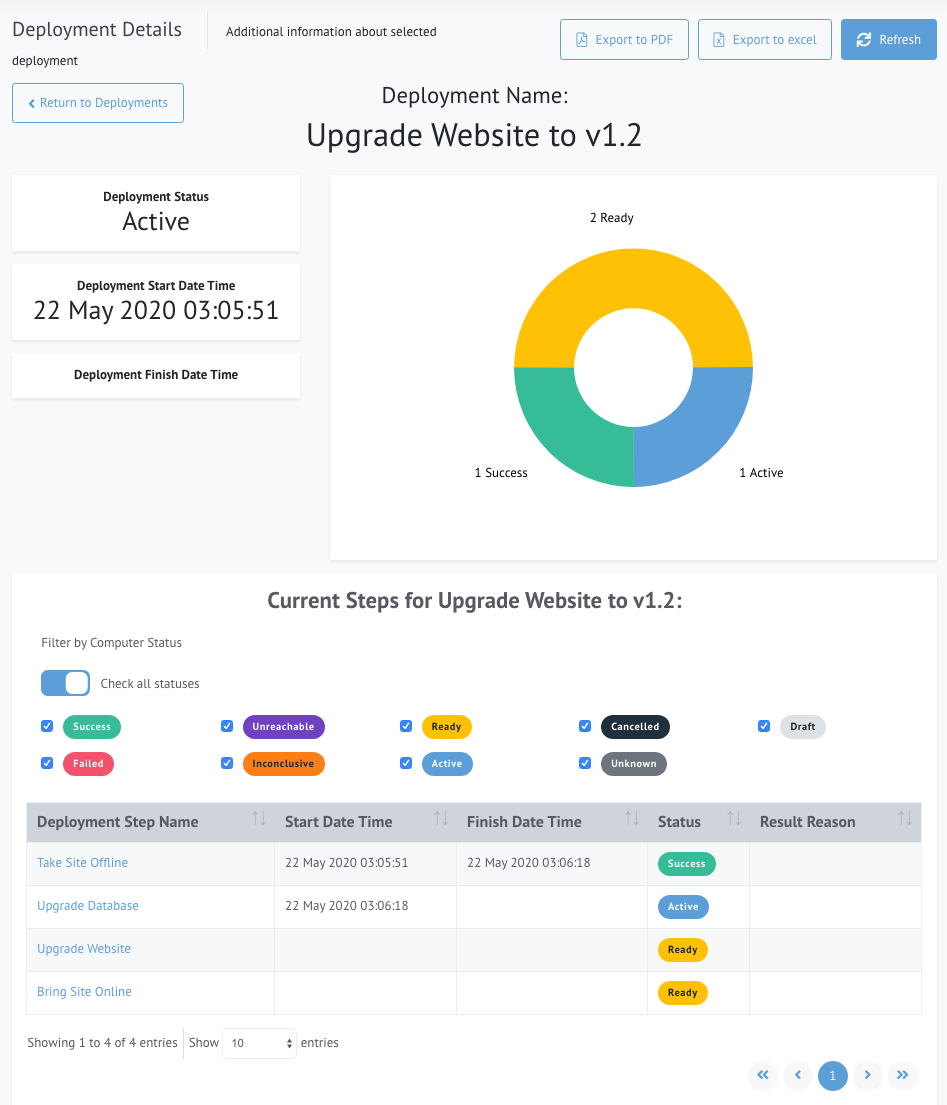 Deployment Details
Additional information about selected
deployment
Export to PDF
Export to excel
Refresh
Return to Deployments
Deployment Name:
Upgrade Website to v1.2
Deployment Status
Active
Deployment Start Date Time
22 May 2020 03:05:51
Deployment Finish Date Time
2 Ready
1 Success
1 Active
Current Steps for Upgrade Website to v1.2:
Filter by Computer Status
Check all statuses
Success Unreachable Ready Cancelled Draft
Failed Inconclusive Active Unknown
Deployment Step Name Start Date Time Finish Date Time Status Result Reason
Take Site Offline 22 May 2020 03:05:51 22 May 2020 03:06:18 Success
Upgrade Database 22 May 2020 03:06:18 Active
Upgrade Website Ready
Bring Site Online Ready
Showing 1 to 4 of 4 entries Show 10 entries
1